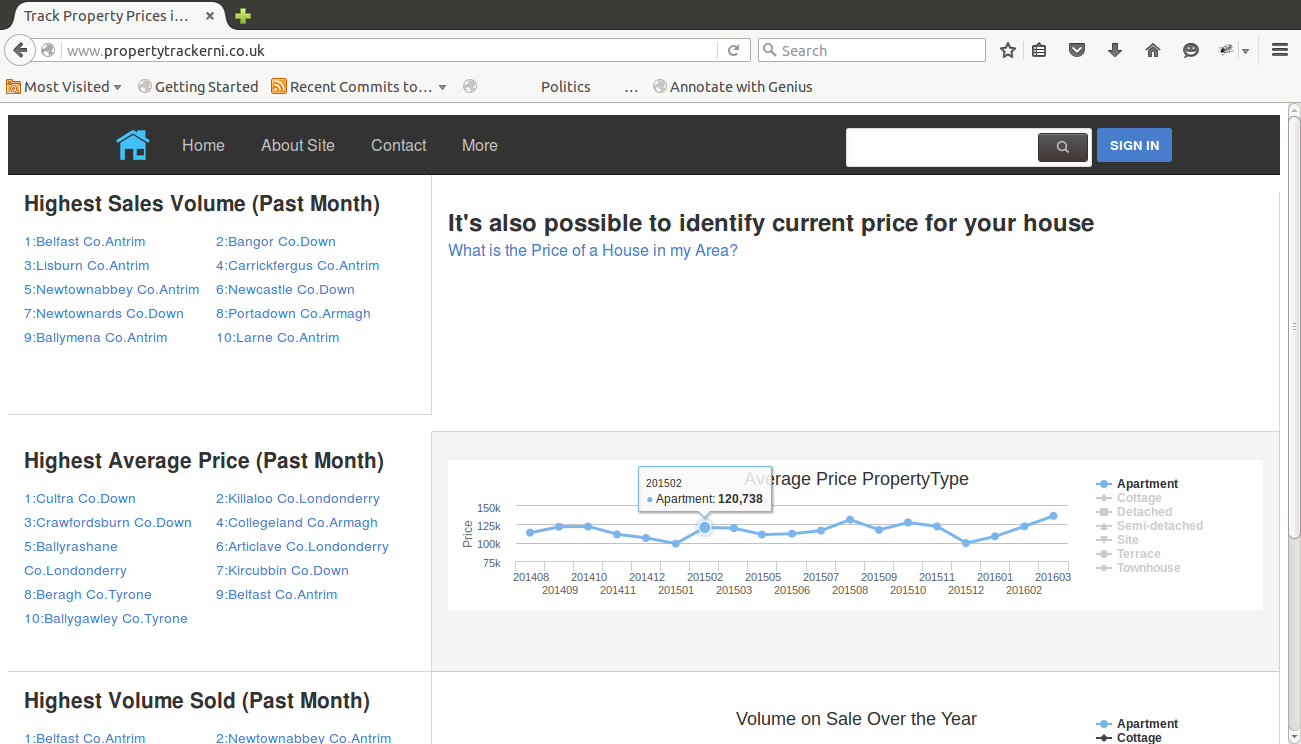 Track Property Prices i...
www.propertytrackerni.co.uk
Search
Most Visited Getting Started Recent Commits to... Politics ... Annotate with Genius
Home About Site Contact More SIGN IN
Highest Sales Volume (Past Month)
1:Belfast Co.Antrim 2:Bangor Co.Down
3:Lisburn Co.Antrim 4:Carrickfergus Co.Antrim
5:Newtownabbey Co.Antrim 6:Newcastle Co.Down
7:Newtownards Co.Down 8:Portadown Co.Armagh
9:Ballymena Co.Antrim 10:Larne Co.Antrim
It's also possible to identify current price for your house
What is the Price of a House in my Area?
Highest Average Price (Past Month)
1:Cultra Co.Down 2:Killaloo Co.Londonderry
3:Crawfordsburn Co.Down 4:Collegeland Co.Armagh
5:Ballyrashane 6:Articlave Co.Londonderry
Co.Londonderry 7:Kircubbin Co.Down
8:Beragh Co.Tyrone 9:Belfast Co.Antrim
10:Ballygawley Co.Tyrone
Average Price PropertyType
201502
Apartment: 120,738
Price
150k
125k
100k
75k
201408 201410 201412 201502 201505 201507 201509 201511 201601 201603
201409 201411 201501 201503 201506 201508 201510 201512 201602
Apartment
Cottage
Detached
Semi-detached
Site
Terrace
Townhouse
Highest Volume Sold (Past Month)
1:Belfast Co.Antrim 2:Newtownabbey Co.Antrim
Volume on Sale Over the Year
Apartment
Cottage